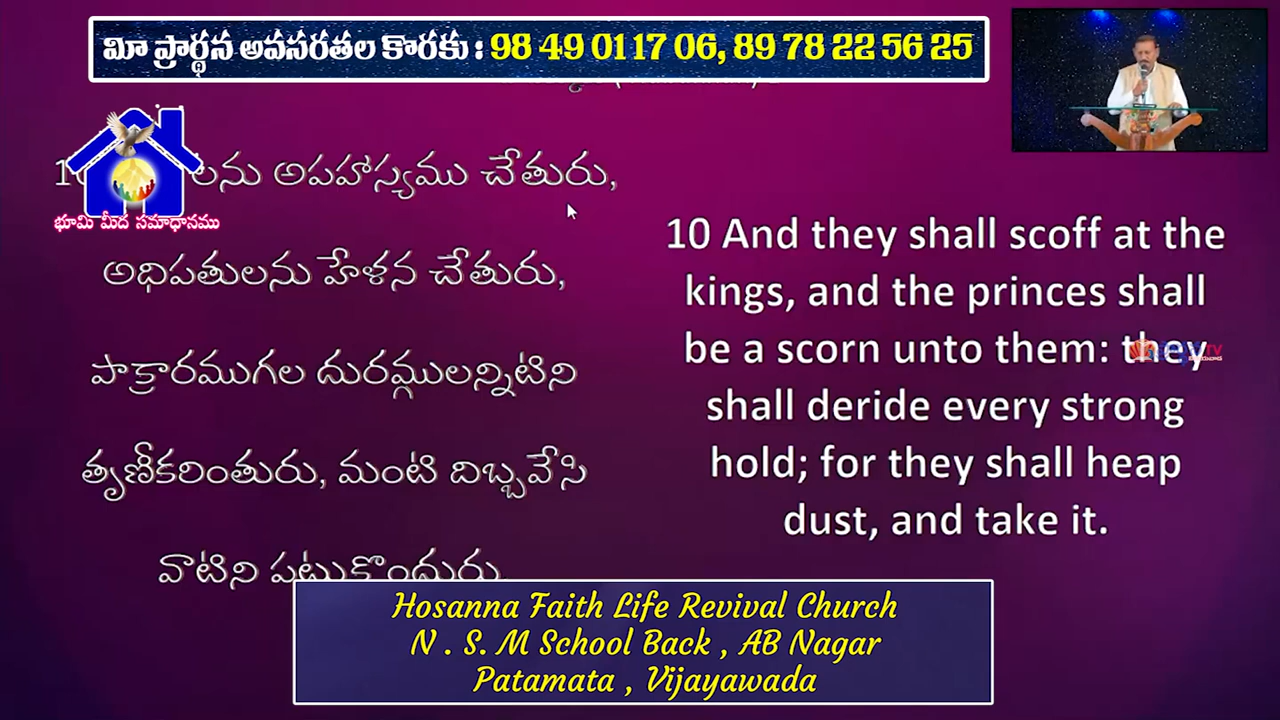 మీ ప్రార్థన అవసరతల కొరకు : 98 49 01 17 06, 89 78 22 56 25
భూమి మీద సమాధానము
అపహాస్యము చేతురు,
అధిపతులను హేళన చేతురు,
పాక్రారముగల దురమ్గులన్నిటిని
తృణీకరింతురు, మంటి దిబ్బవేసి
వాటిని పట్టుకొందురు.
10 And they shall scoff at the
kings, and the princes shall
be a scorn unto them: they
shall deride every strong
hold; for they shall heap
dust, and take it.
Hosanna Faith Life Revival Church
N . S. M School Back , AB Nagar
Patamata , Vijayawada